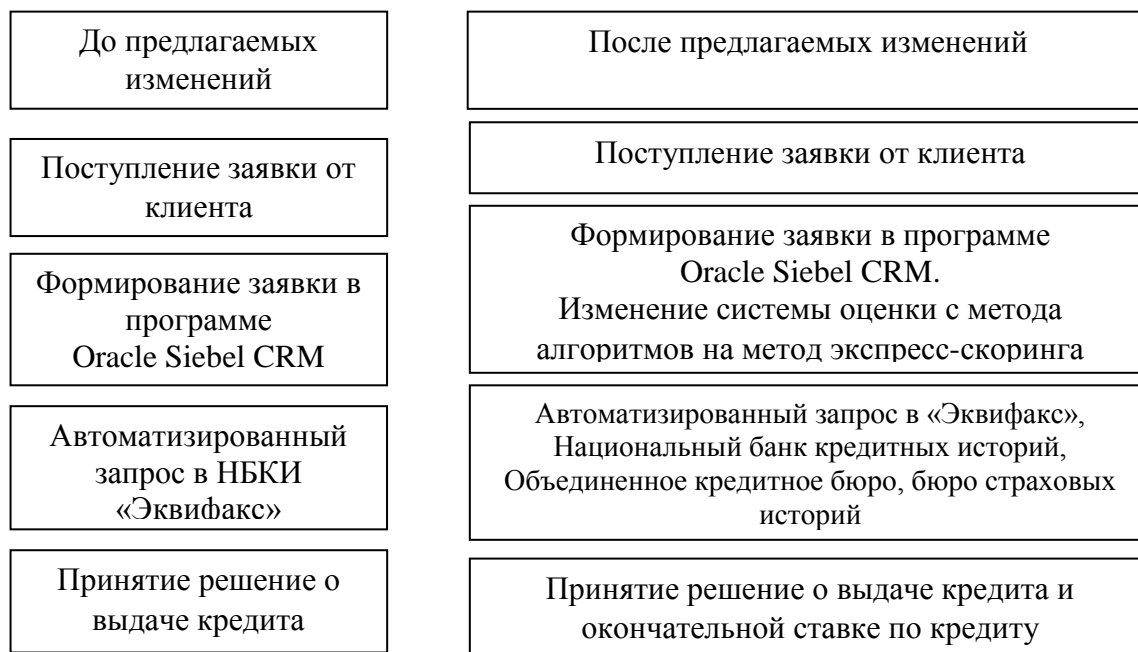 До предлагаемых
изменений
Поступление заявки от
клиента
Формирование заявки в
программе
Oracle Siebel CRM
Автоматизированный
запрос в НБКИ
«Эквифакс»
Принятие решение о
выдаче кредита
После предлагаемых изменений
Поступление заявки от клиента
Формирование заявки в программе
Oracle Siebel CRM.
Изменение системы оценки с метода
алгоритмов на метод экспресс-скоринга
Автоматизированный запрос в «Эквифакс»,
Национальный банк кредитных историй,
Объединенное кредитное бюро, бюро страховых
историй
Принятие решение о выдаче кредита и
окончательной ставке по кредиту